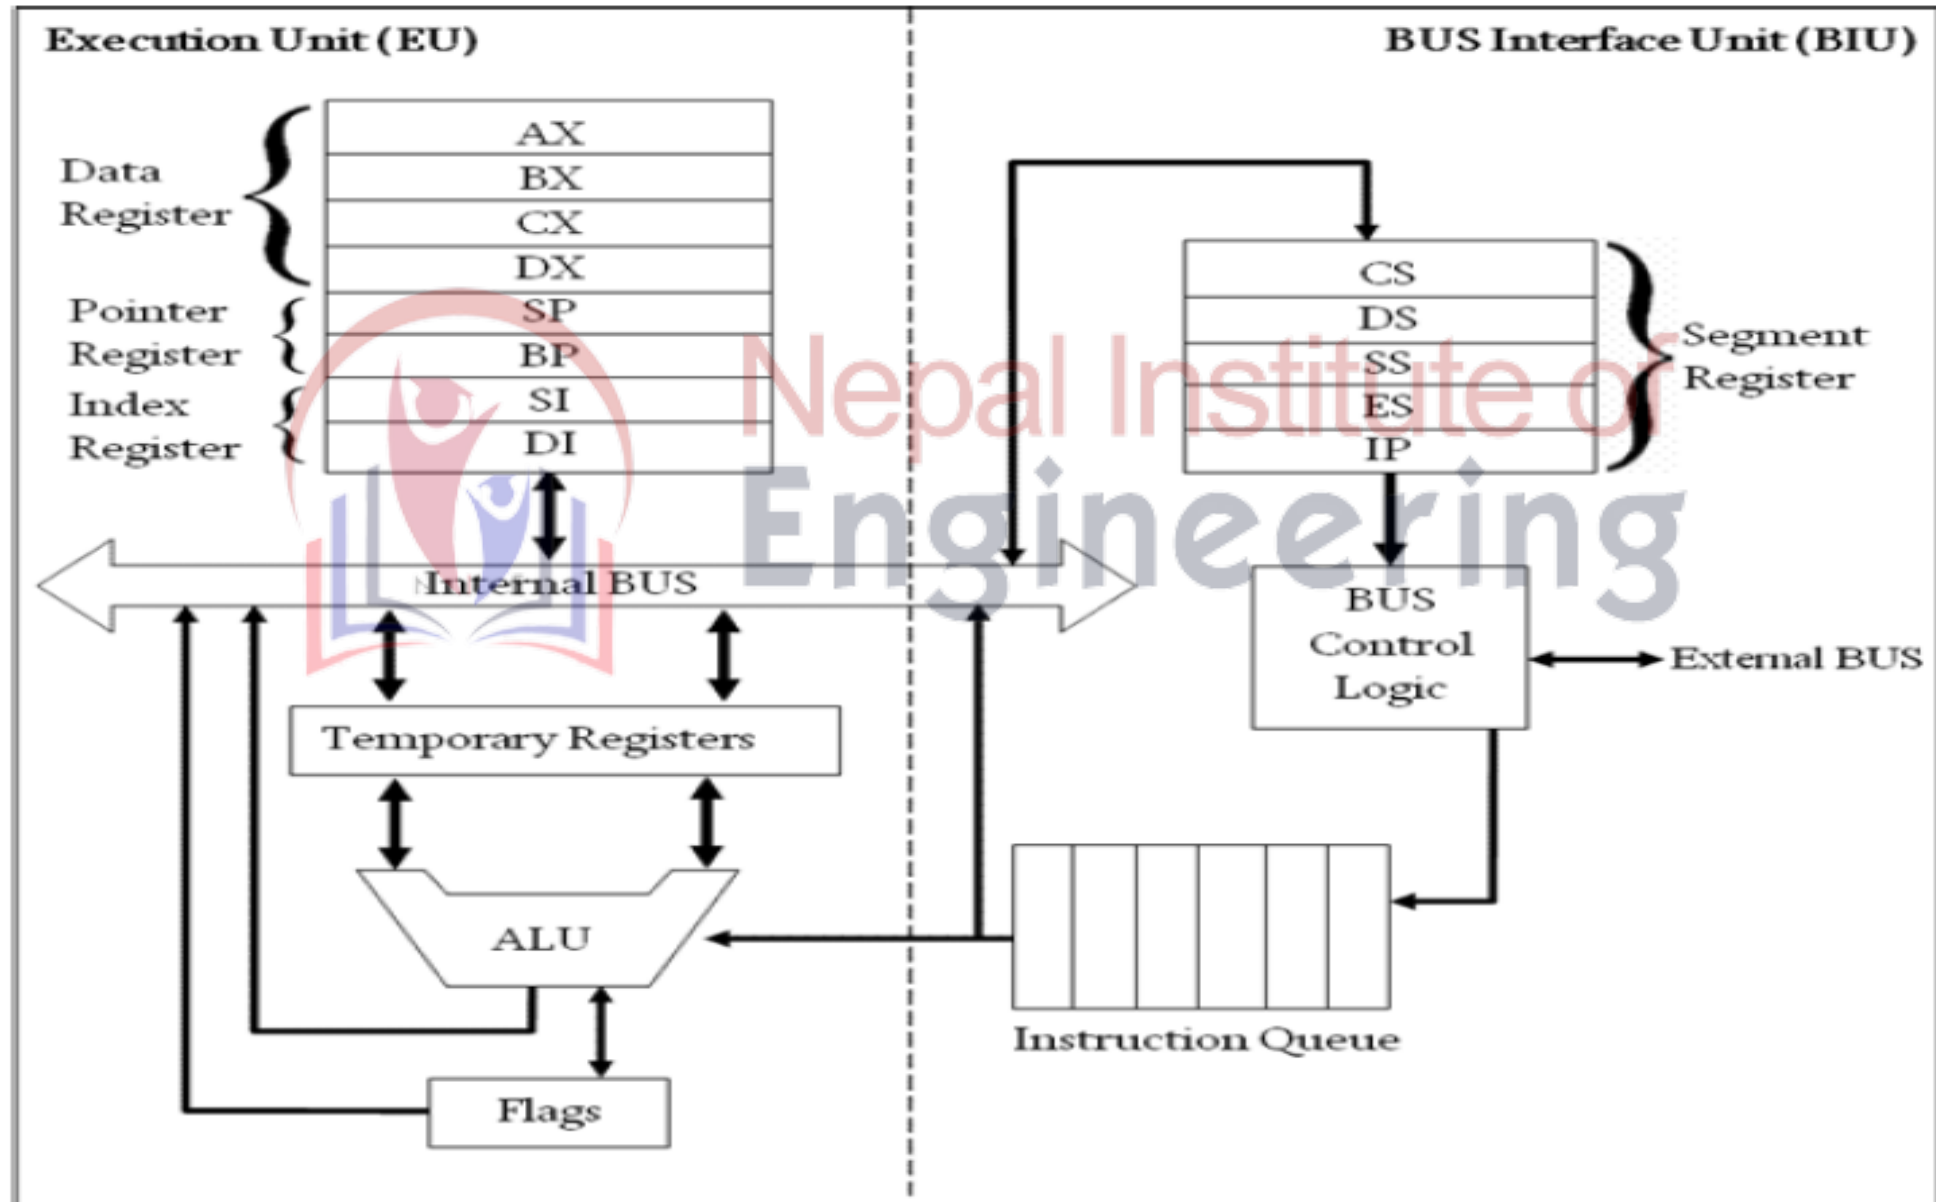 Execution Unit (EU)
BUS Interface Unit (BIU)
Data
Register
AX
BX
CX
DX
Pointer
Register
SP
BP
Index
Register
SI
DI
CS
DS
SS
ES
IP
Segment
Register
Nepal Institute of
Engineering
Internal BUS
BUS
Control
Logic
External BUS
Temporary Registers
ALU
Instruction Queue
Flags